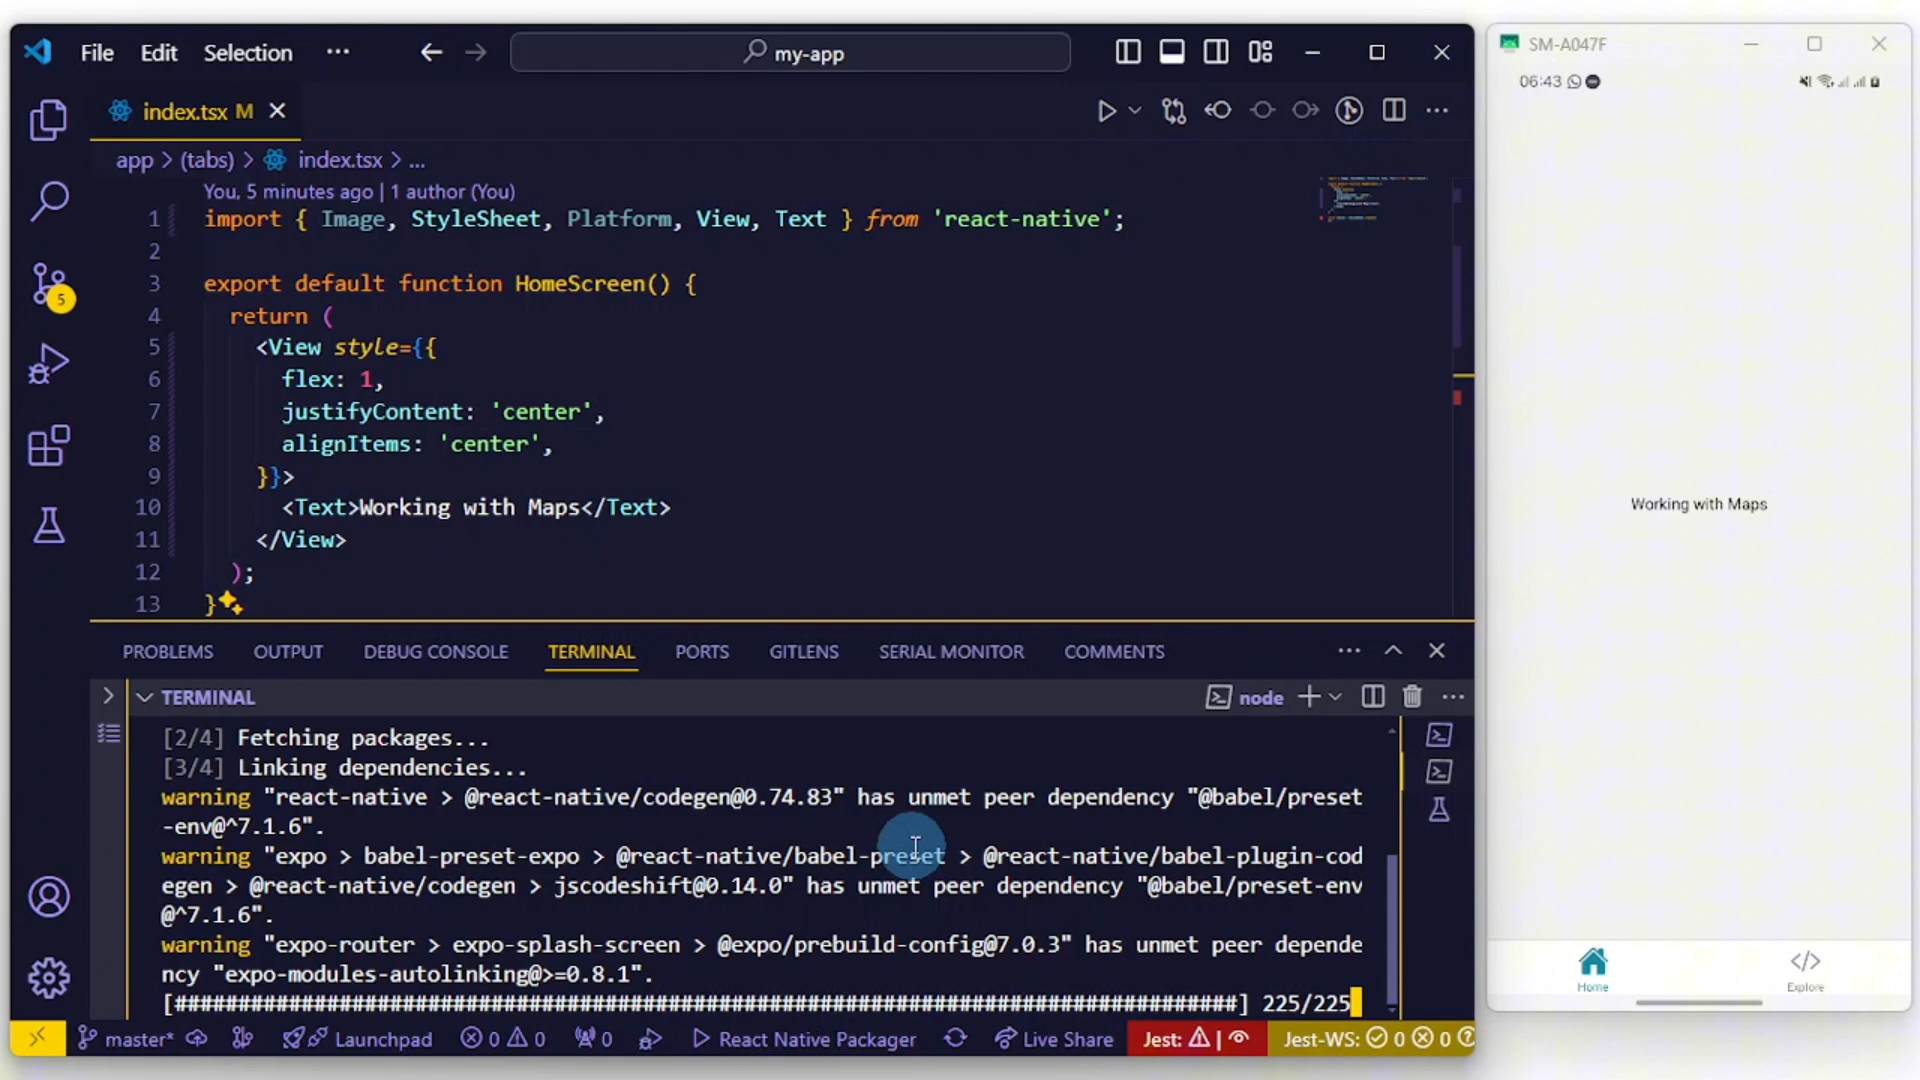 File Edit Selection ··· my-app
index.tsx M
app > (tabs) > index.tsx > ...
You, 5 minutes ago | 1 author (You)
1 import { Image, StyleSheet, Platform, View, Text } from 'react-native';
2
3 export default function HomeScreen() {
4 return (
5 <View style={{
6 flex: 1,
7 justifyContent: 'center',
8 alignItems: 'center',
9 }}>
10 <Text>Working with Maps</Text>
11 </View>
12 );
13 }
PROBLEMS OUTPUT DEBUG CONSOLE TERMINAL PORTS GITLENS SERIAL MONITOR COMMENTS
TERMINAL node
[2/4] Fetching packages...
[3/4] Linking dependencies...
warning "react-native > @react-native/codegen@0.74.83" has unmet peer dependency "@babel/preset
-env@^7.1.6".
warning "expo > babel-preset-expo > @react-native/babel-preset > @react-native/babel-plugin-cod
egen > @react-native/codegen > jscodeshift@0.14.0" has unmet peer dependency "@babel/preset-env
@^7.1.6".
warning "expo-router > expo-splash-screen > @expo/prebuild-config@7.0.3" has unmet peer depende
ncy "expo-modules-autolinking@>=0.8.1".
[####################################################################################] 225/225
5
master* Launchpad 0 0 0 React Native Packager Live Share Jest: Jest-WS: 0 0
SM-A047F
06:43
Working with Maps
Home Explore